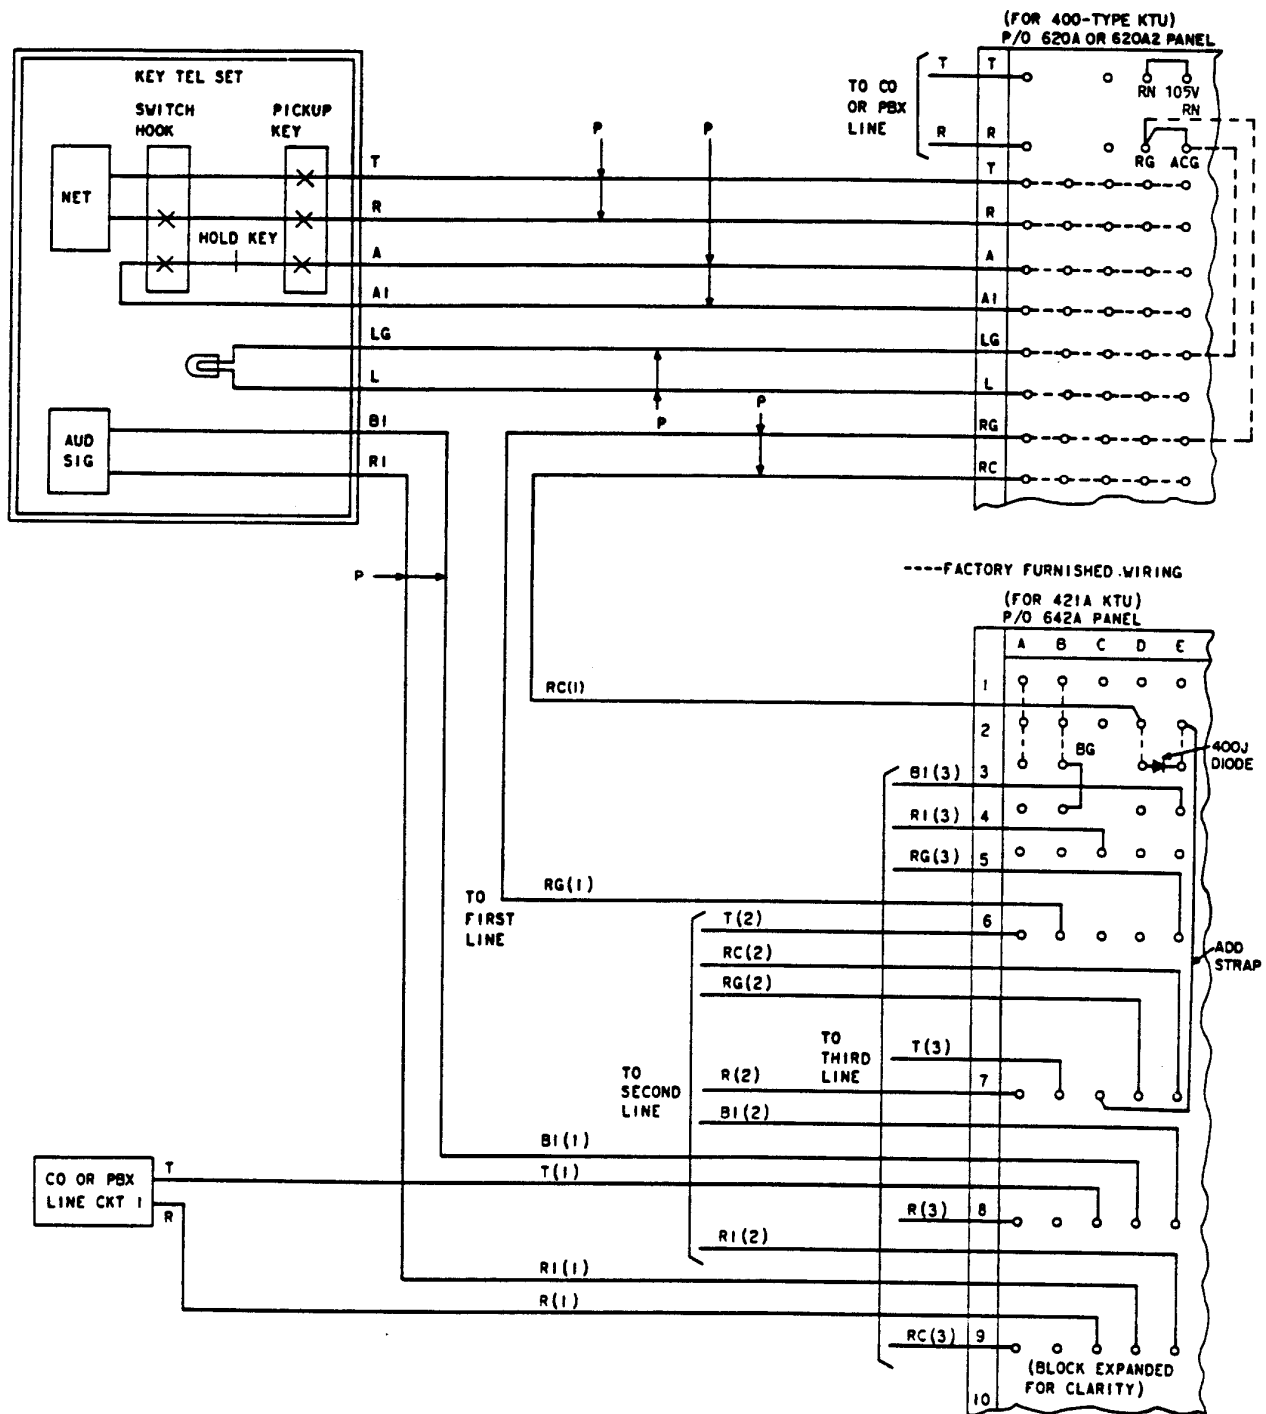 (FOR 400-TYPE KTU)
P/O 620A OR 620A2 PANEL
KEY TEL SET
SWITCH
HOOK
PICKUP
KEY
NET
HOLD KEY
AUD
SIG
T
R
A
A1
LG
L
B1
R1
P
P
P
P
P
TO CO
OR PBX
LINE
T
R
T
R
T
R
A
A1
LG
L
RG
RC
RN 105V
RN
RG ACG
----FACTORY FURNISHED WIRING
(FOR 421A KTU)
P/O 642A PANEL
A B C D E
1
2
3
4
5
6
7
8
9
10
RC(1)
BG
400J
DIODE
B1(3)
R1(3)
RG(3)
RG(1)
TO
FIRST
LINE
T(2)
RC(2)
RG(2)
ADD
STRAP
TO
THIRD
LINE
T(3)
TO
SECOND
LINE
R(2)
B1(2)
B1(1)
T(1)
CO OR PBX
LINE CKT 1
T
R
R(3)
R1(2)
R1(1)
R(1)
RC(3)
(BLOCK EXPANDED
FOR CLARITY)